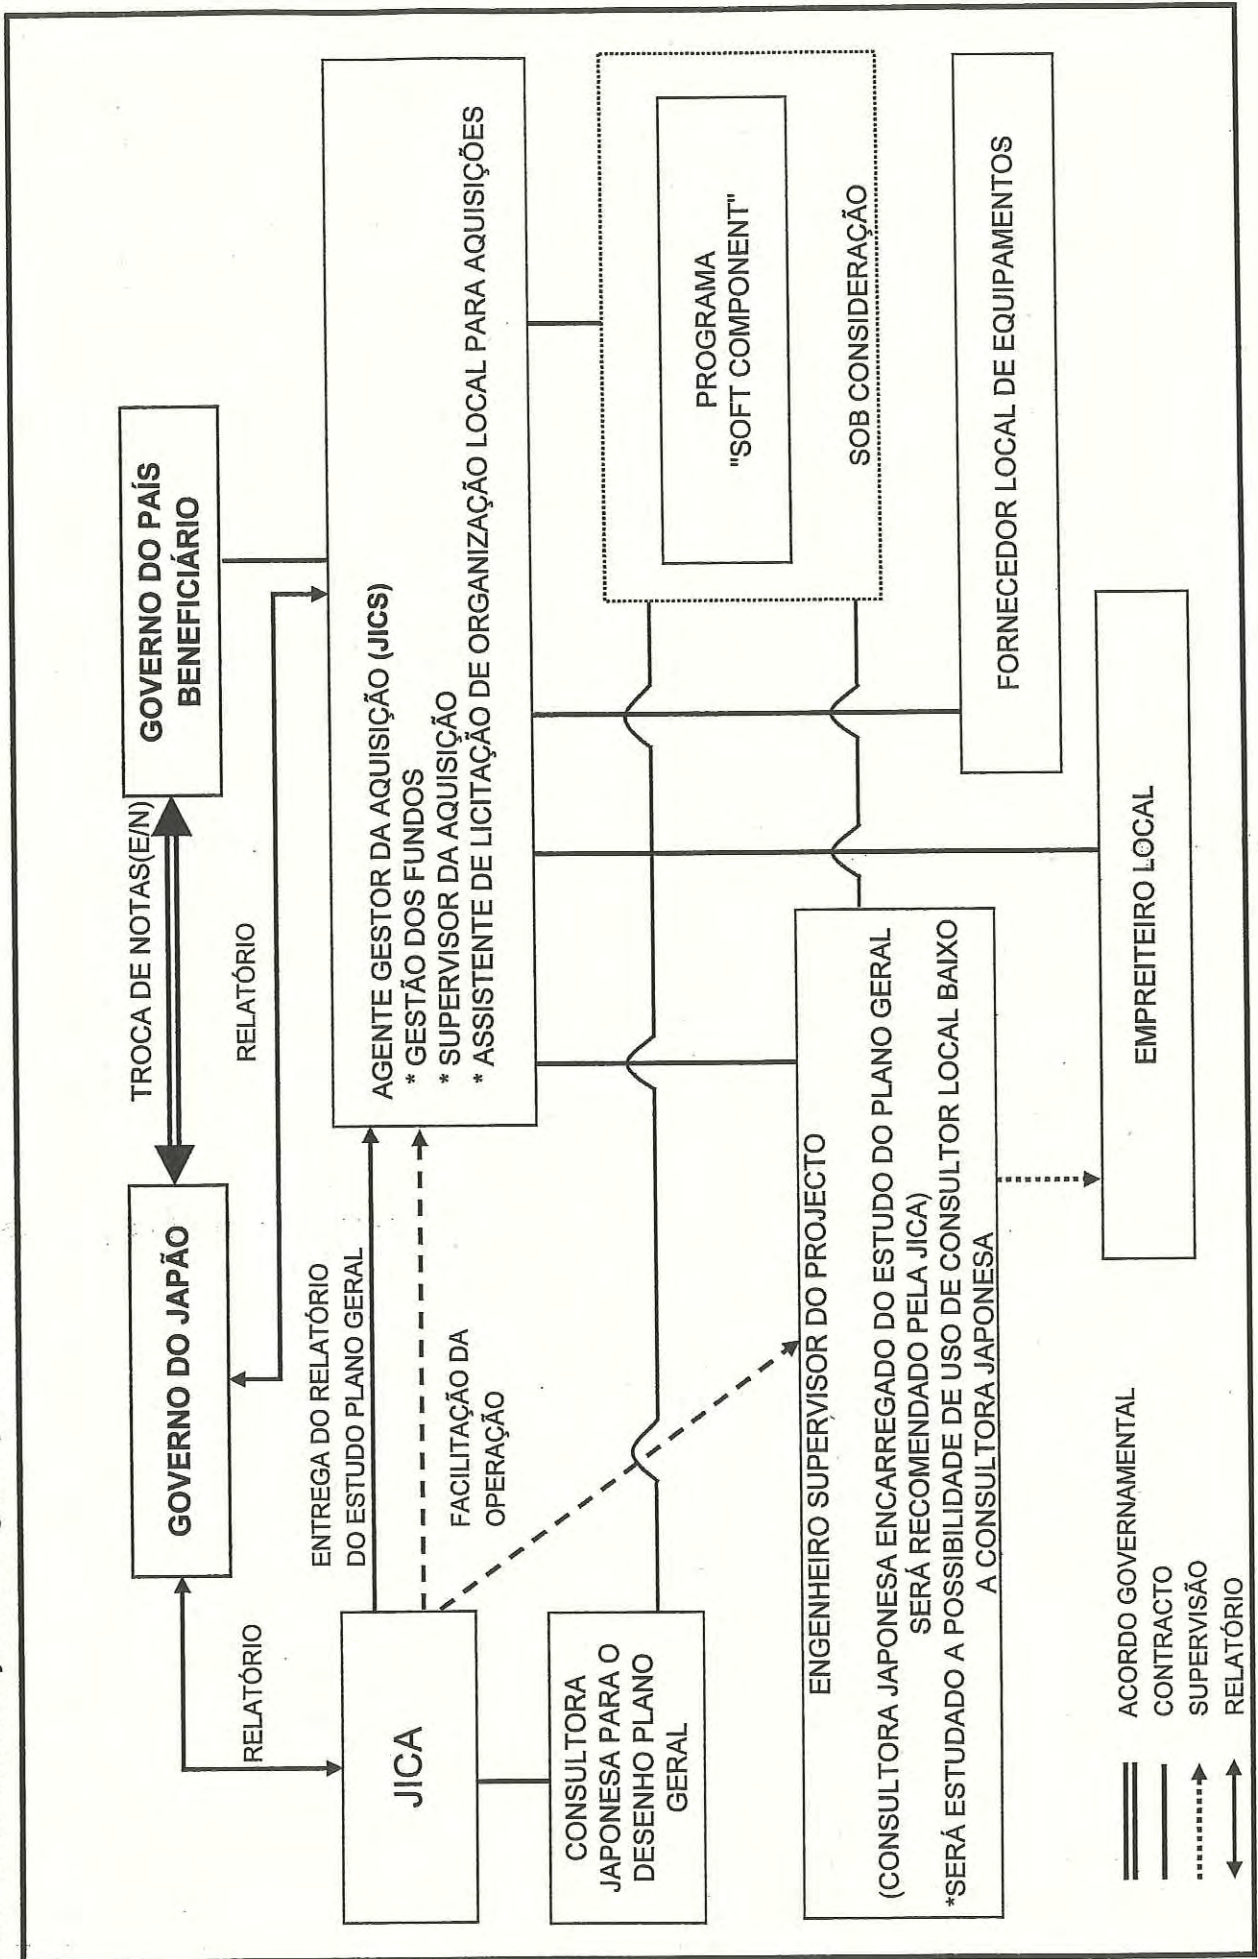 GOVERNO DO JAPÃO
TROCA DE NOTAS(E/N)
GOVERNO DO PAÍS
BENEFICIÁRIO
RELATÓRIO
RELATÓRIO
JICA
ENTREGA DO RELATÓRIO
DO ESTUDO PLANO GERAL
FACILITAÇÃO DA
OPERAÇÃO
AGENTE GESTOR DA AQUISIÇÃO (JICS)
* GESTÃO DOS FUNDOS
* SUPERVISOR DA AQUISIÇÃO
* ASSISTENTE DE LICITAÇÃO DE ORGANIZAÇÃO LOCAL PARA AQUISIÇÕES
CONSULTORA
JAPONESA PARA O
DESENHO PLANO
GERAL
PROGRAMA
"SOFT COMPONENT"
SOB CONSIDERAÇÃO
ENGENHEIRO SUPERVISOR DO PROJECTO
(CONSULTORA JAPONESA ENCARREGADO DO ESTUDO DO PLANO GERAL
SERÁ RECOMENDADO PELA JICA)
*SERÁ ESTUDADO A POSSIBILIDADE DE USO DE CONSULTOR LOCAL BAIXO
A CONSULTORA JAPONESA
FORNECEDOR LOCAL DE EQUIPAMENTOS
EMPREITEIRO LOCAL
ACORDO GOVERNAMENTAL
CONTRACTO
SUPERVISÃO
RELATÓRIO